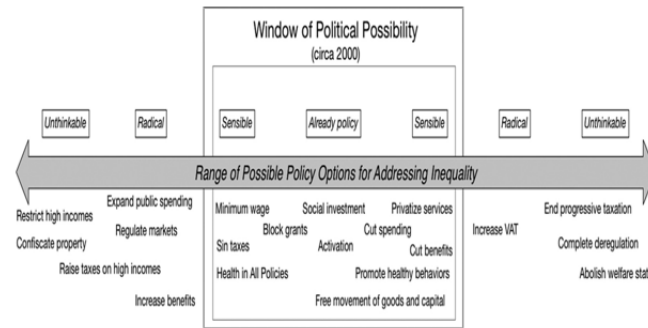 Window of Political Possibility
(circa 2000)
Unthinkable Radical Sensible Already policy Sensible Radical Unthinkable
Range of Possible Policy Options for Addressing Inequality
Restrict high incomes
Expand public spending
Confiscate property
Regulate markets
Raise taxes on high incomes
Increase benefits
Minimum wage
Social investment
Privatize services
Block grants
Cut spending
Sin taxes
Activation
Cut benefits
Health in All Policies
Promote healthy behaviors
Free movement of goods and capital
Increase VAT
End progressive taxation
Complete deregulation
Abolish welfare stat